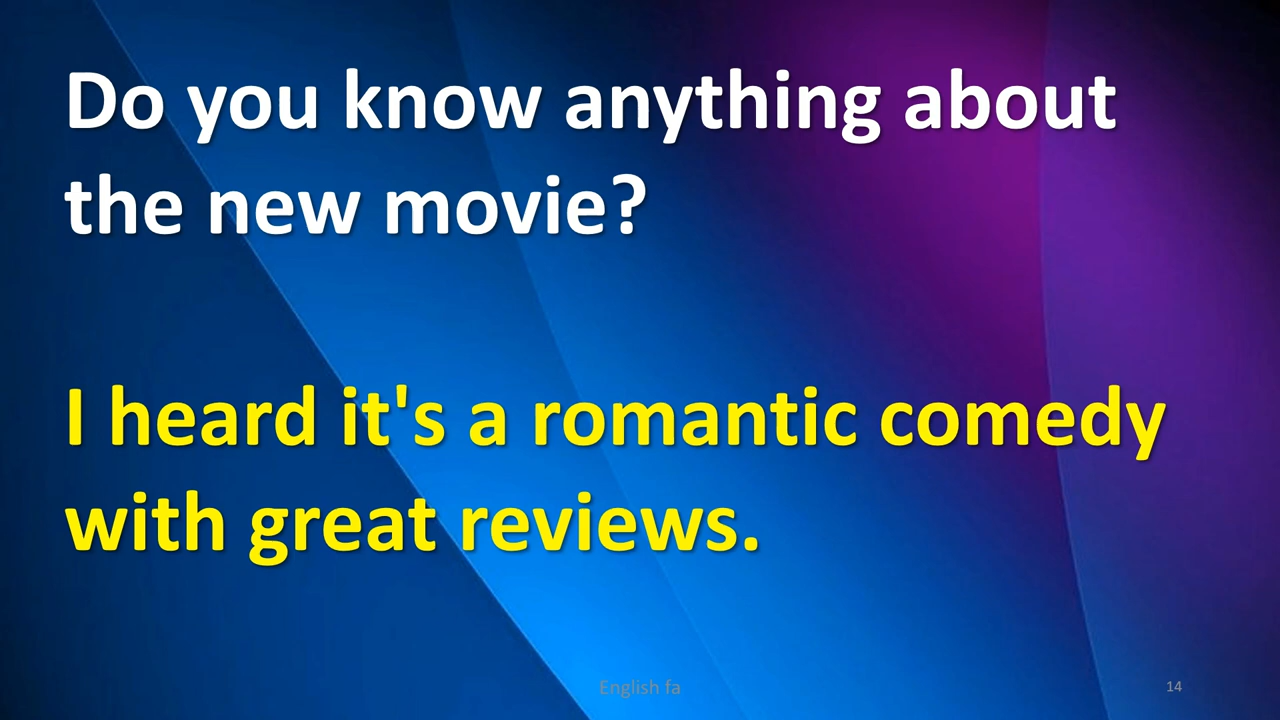 Do you know anything about
the new movie?
I heard it's a romantic comedy
with great reviews.
English fa
14